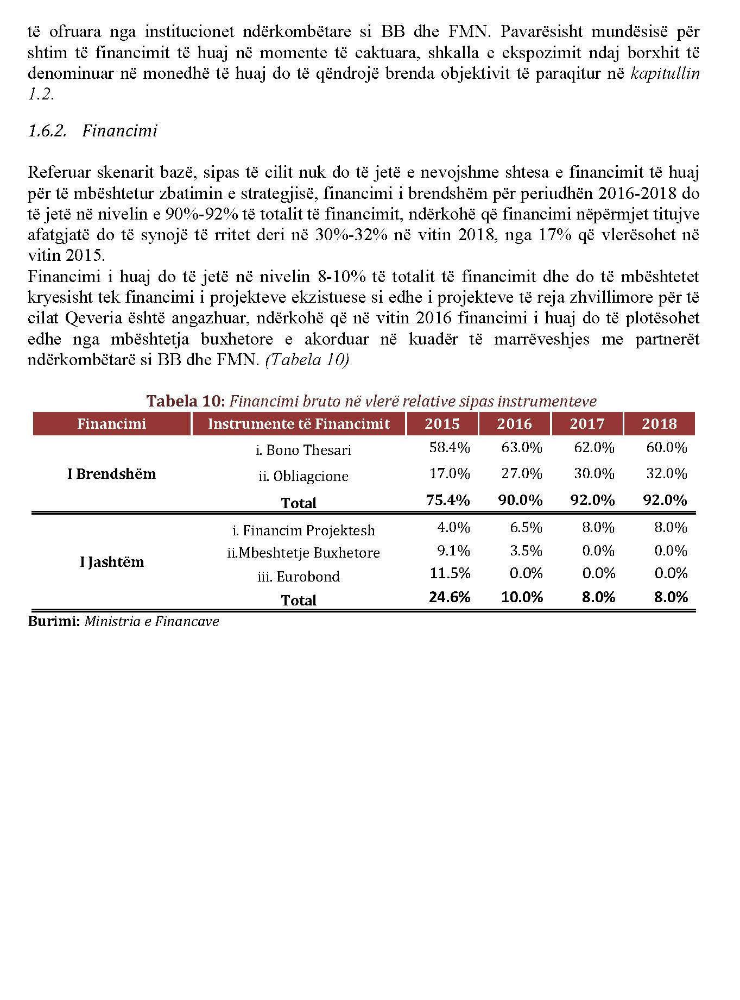 të ofruara nga institucionet ndërkombëtare si BB dhe FMN. Pavarësisht mundësisë për
shtim të financimit të huaj në momente të caktuara, shkalla e ekspozimit ndaj borxhit të
denominuar në monedhë të huaj do të qëndrojë brenda objektivit të paraqitur në kapitullin
1.2.
1.6.2. Financimi
Referuar skenarit bazë, sipas të cilit nuk do të jetë e nevojshme shtesa e financimit të huaj
për të mbështetur zbatimin e strategjisë, financimi i brendshëm për periudhën 2016-2018 do
të jetë në nivelin e 90%-92% të totalit të financimit, ndërkohë që financimi nëpërmjet titujve
afatgjatë do të synojë të rritet deri në 30%-32% në vitin 2018, nga 17% që vlerësohet në
vitin 2015.
Financimi i huaj do të jetë në nivelin 8-10% të totalit të financimit dhe do të mbështetet
kryesisht tek financimi i projekteve ekzistuese si edhe i projekteve të reja zhvillimore për të
cilat Qeveria është angazhuar, ndërkohë që në vitin 2016 financimi i huaj do të plotësohet
edhe nga mbështetja buxhetore e akorduar në kuadër të marrëveshjes me partnerët
ndërkombëtarë si BB dhe FMN. (Tabela 10)
Tabela 10: Financimi bruto në vlerë relative sipas instrumenteve
Financimi Instrumente të Financimit 2015 2016 2017 2018
i. Bono Thesari 58.4% 63.0% 62.0% 60.0%
I Brendshëm ii. Obliagcione 17.0% 27.0% 30.0% 32.0%
Total 75.4% 90.0% 92.0% 92.0%
i. Financim Projektesh 4.0% 6.5% 8.0% 8.0%
I Jashtëm ii.Mbeshtetje Buxhetore 9.1% 3.5% 0.0% 0.0%
iii. Eurobond 11.5% 0.0% 0.0% 0.0%
Total 24.6% 10.0% 8.0% 8.0%
Burimi: Ministria e Financave